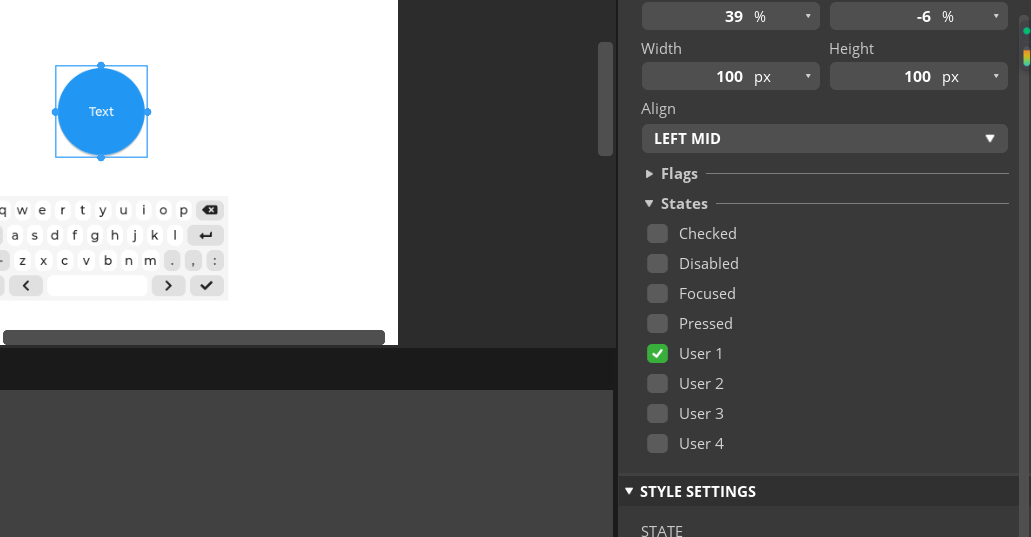 39 %
-6 %
Width
Height
100 px
100 px
Align
LEFT MID
Flags
States
Checked
Disabled
Focused
Pressed
User 1
User 2
User 3
User 4
STYLE SETTINGS
STATE
Text
q w e r t y u i o p
a s d f g h j k l
- z x c v b n m . , :